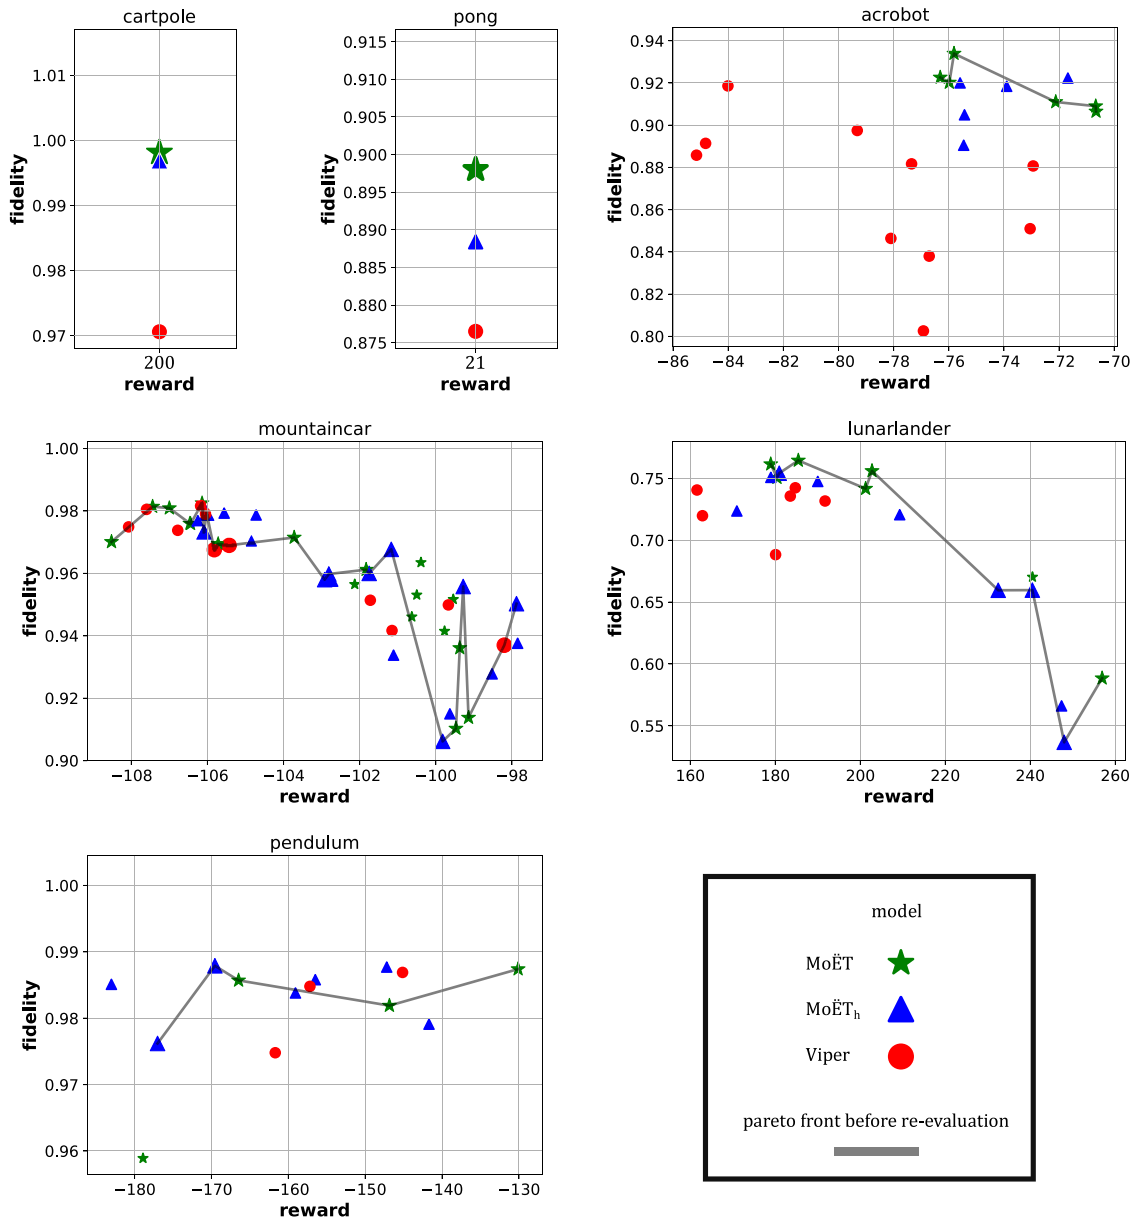 cartpole
1.01
1.00
0.99
0.98
0.97
fidelity
200
reward
pong
0.915
0.910
0.905
0.900
0.895
0.890
0.885
0.880
0.875
fidelity
21
reward
acrobot
0.94
0.92
0.90
0.88
0.86
0.84
0.82
0.80
fidelity
−86 −84 −82 −80 −78 −76 −74 −72 −70
reward
mountaincar
1.00
0.98
0.96
0.94
0.92
0.90
fidelity
−108 −106 −104 −102 −100 −98
reward
lunarlander
0.75
0.70
0.65
0.60
0.55
fidelity
160 180 200 220 240 260
reward
pendulum
1.00
0.99
0.98
0.97
0.96
fidelity
−180 −170 −160 −150 −140 −130
reward
model
MoËT
MoËTh
Viper
pareto front before re-evaluation